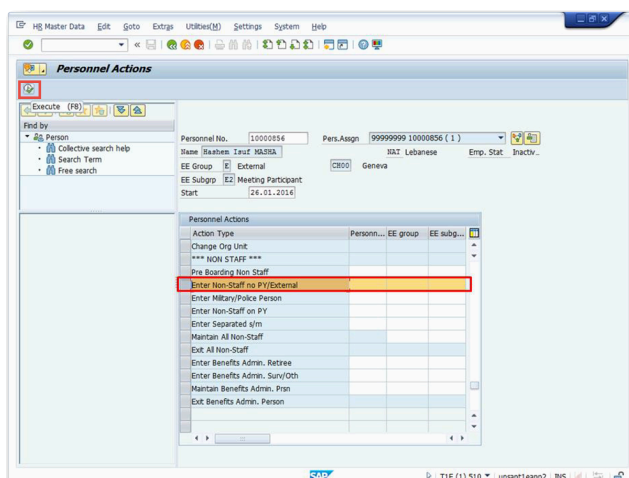 HR Master Data Edit Goto Extras Utilities(M) Settings System Help
Personnel Actions
Execute (F8)
Find by
Person
Collective search help
Search Term
Free search
Personnel No. 10000856 Pers.Assgn 99999999 10000856 ( 1 )
Name Hashem Isuf MASHA NAT Lebanese Emp. Stat Inactiv..
EE Group E External CH00 Geneva
EE Subgrp E2 Meeting Participant
Start 26.01.2016
Personnel Actions
Action Type Personn... EE group EE subg...
Change Org Unit
*** NON STAFF ***
Pre Boarding Non Staff
Enter Non-Staff no PY/External
Enter Military/Police Person
Enter Non-Staff on PY
Enter Separated s/m
Maintain All Non-Staff
Exit All Non-Staff
Enter Benefits Admin. Retiree
Enter Benefits Admin. Surv/Oth
Maintain Benefits Admin. Prsn
Exit Benefits Admin. Person
SAP T1F (1) 510 INS